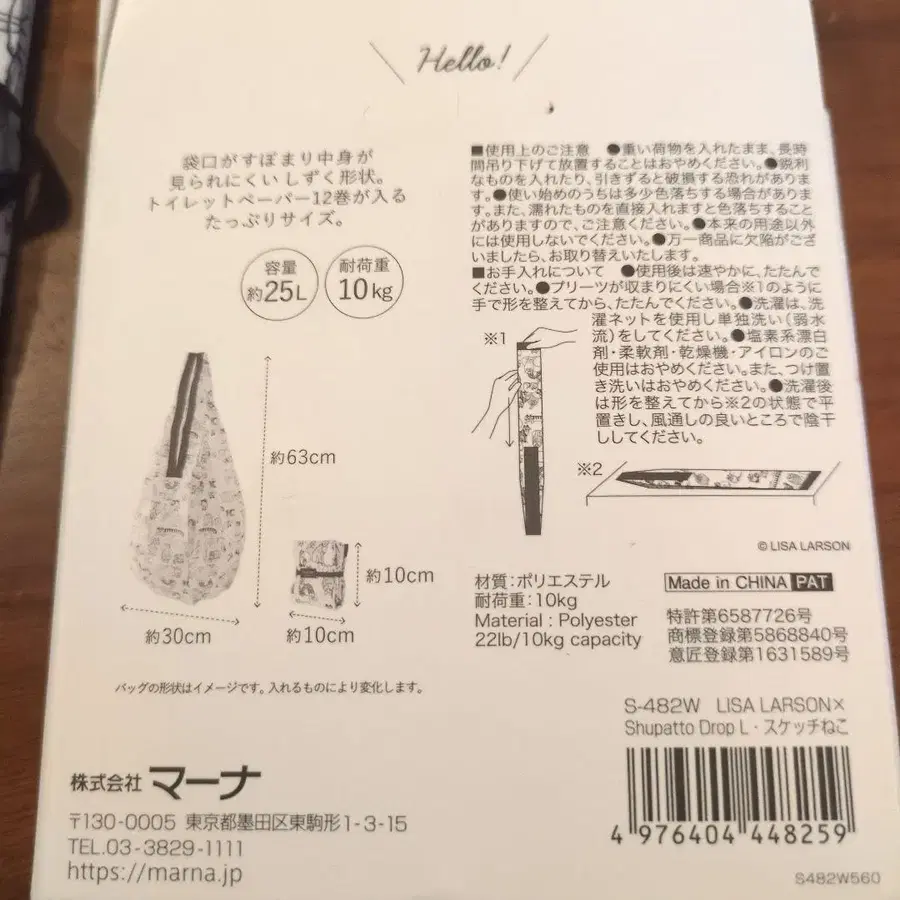 Hello!
袋口がすぼまり中身が
見られにくいしずく形状。
トイレットペーパー12巻が入る
たっぷりサイズ。
容量
約25L
耐荷重
10kg
約63cm
約30cm
約10cm
約10cm
バッグの形状はイメージです。入れるものにより変化します。
■使用上のご注意 ●重い荷物を入れたまま、長時
間吊り下げて放置することはおやめください。●鋭利
なものを入れたり、引きずると破損する恐れがありま
す。●使い始めのうちは多少色落ちする場合がありま
す。また、濡れたものを直接入れますと色落ちすること
がありますので、ご注意ください。●本来の用途以外
には使用しないでください。●万一商品に欠陥がござ
いましたら、お取り替えいたします。
■お手入れについて ●使用後は速やかに、たたんで
ください。●プリーツが収まりにくい場合※1のように
手で形を整えてから、たたんでください。●洗濯は、洗
濯ネットを使用し単独洗い(弱水
流)をしてください。●塩素系漂白
剤・柔軟剤・乾燥機・アイロンのご
使用はおやめください。また、つけ置
き洗いはおやめください。●洗濯後
は形を整えてから※2の状態で平
置きし、風通しの良いところで陰干
ししてください。
※1
※2
© LISA LARSON
材質:ポリエステル
耐荷重:10kg
Material : Polyester
22lb/10kg capacity
Made in CHINA PAT
特許第6587726号
商標登録第5868840号
意匠登録第1631589号
S-482W LISA LARSON×
Shupatto Drop L・スケッチねこ
4 976404 448259
S482W560
株式会社 マーナ
〒130-0005 東京都墨田区東駒形1-3-15
TEL.03-3829-1111
https://marna.jp